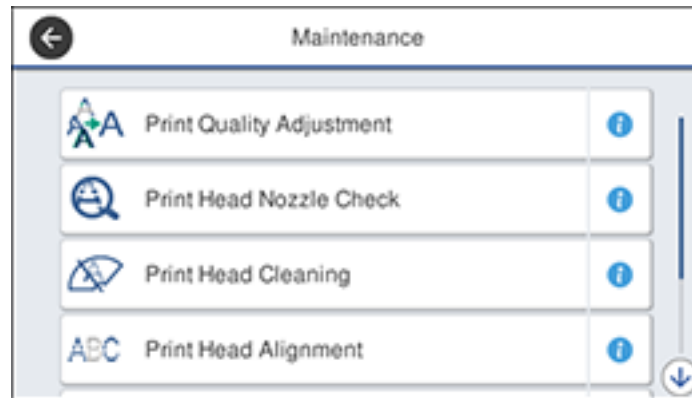 Maintenance
Print Quality Adjustment
Print Head Nozzle Check
Print Head Cleaning
ABC Print Head Alignment